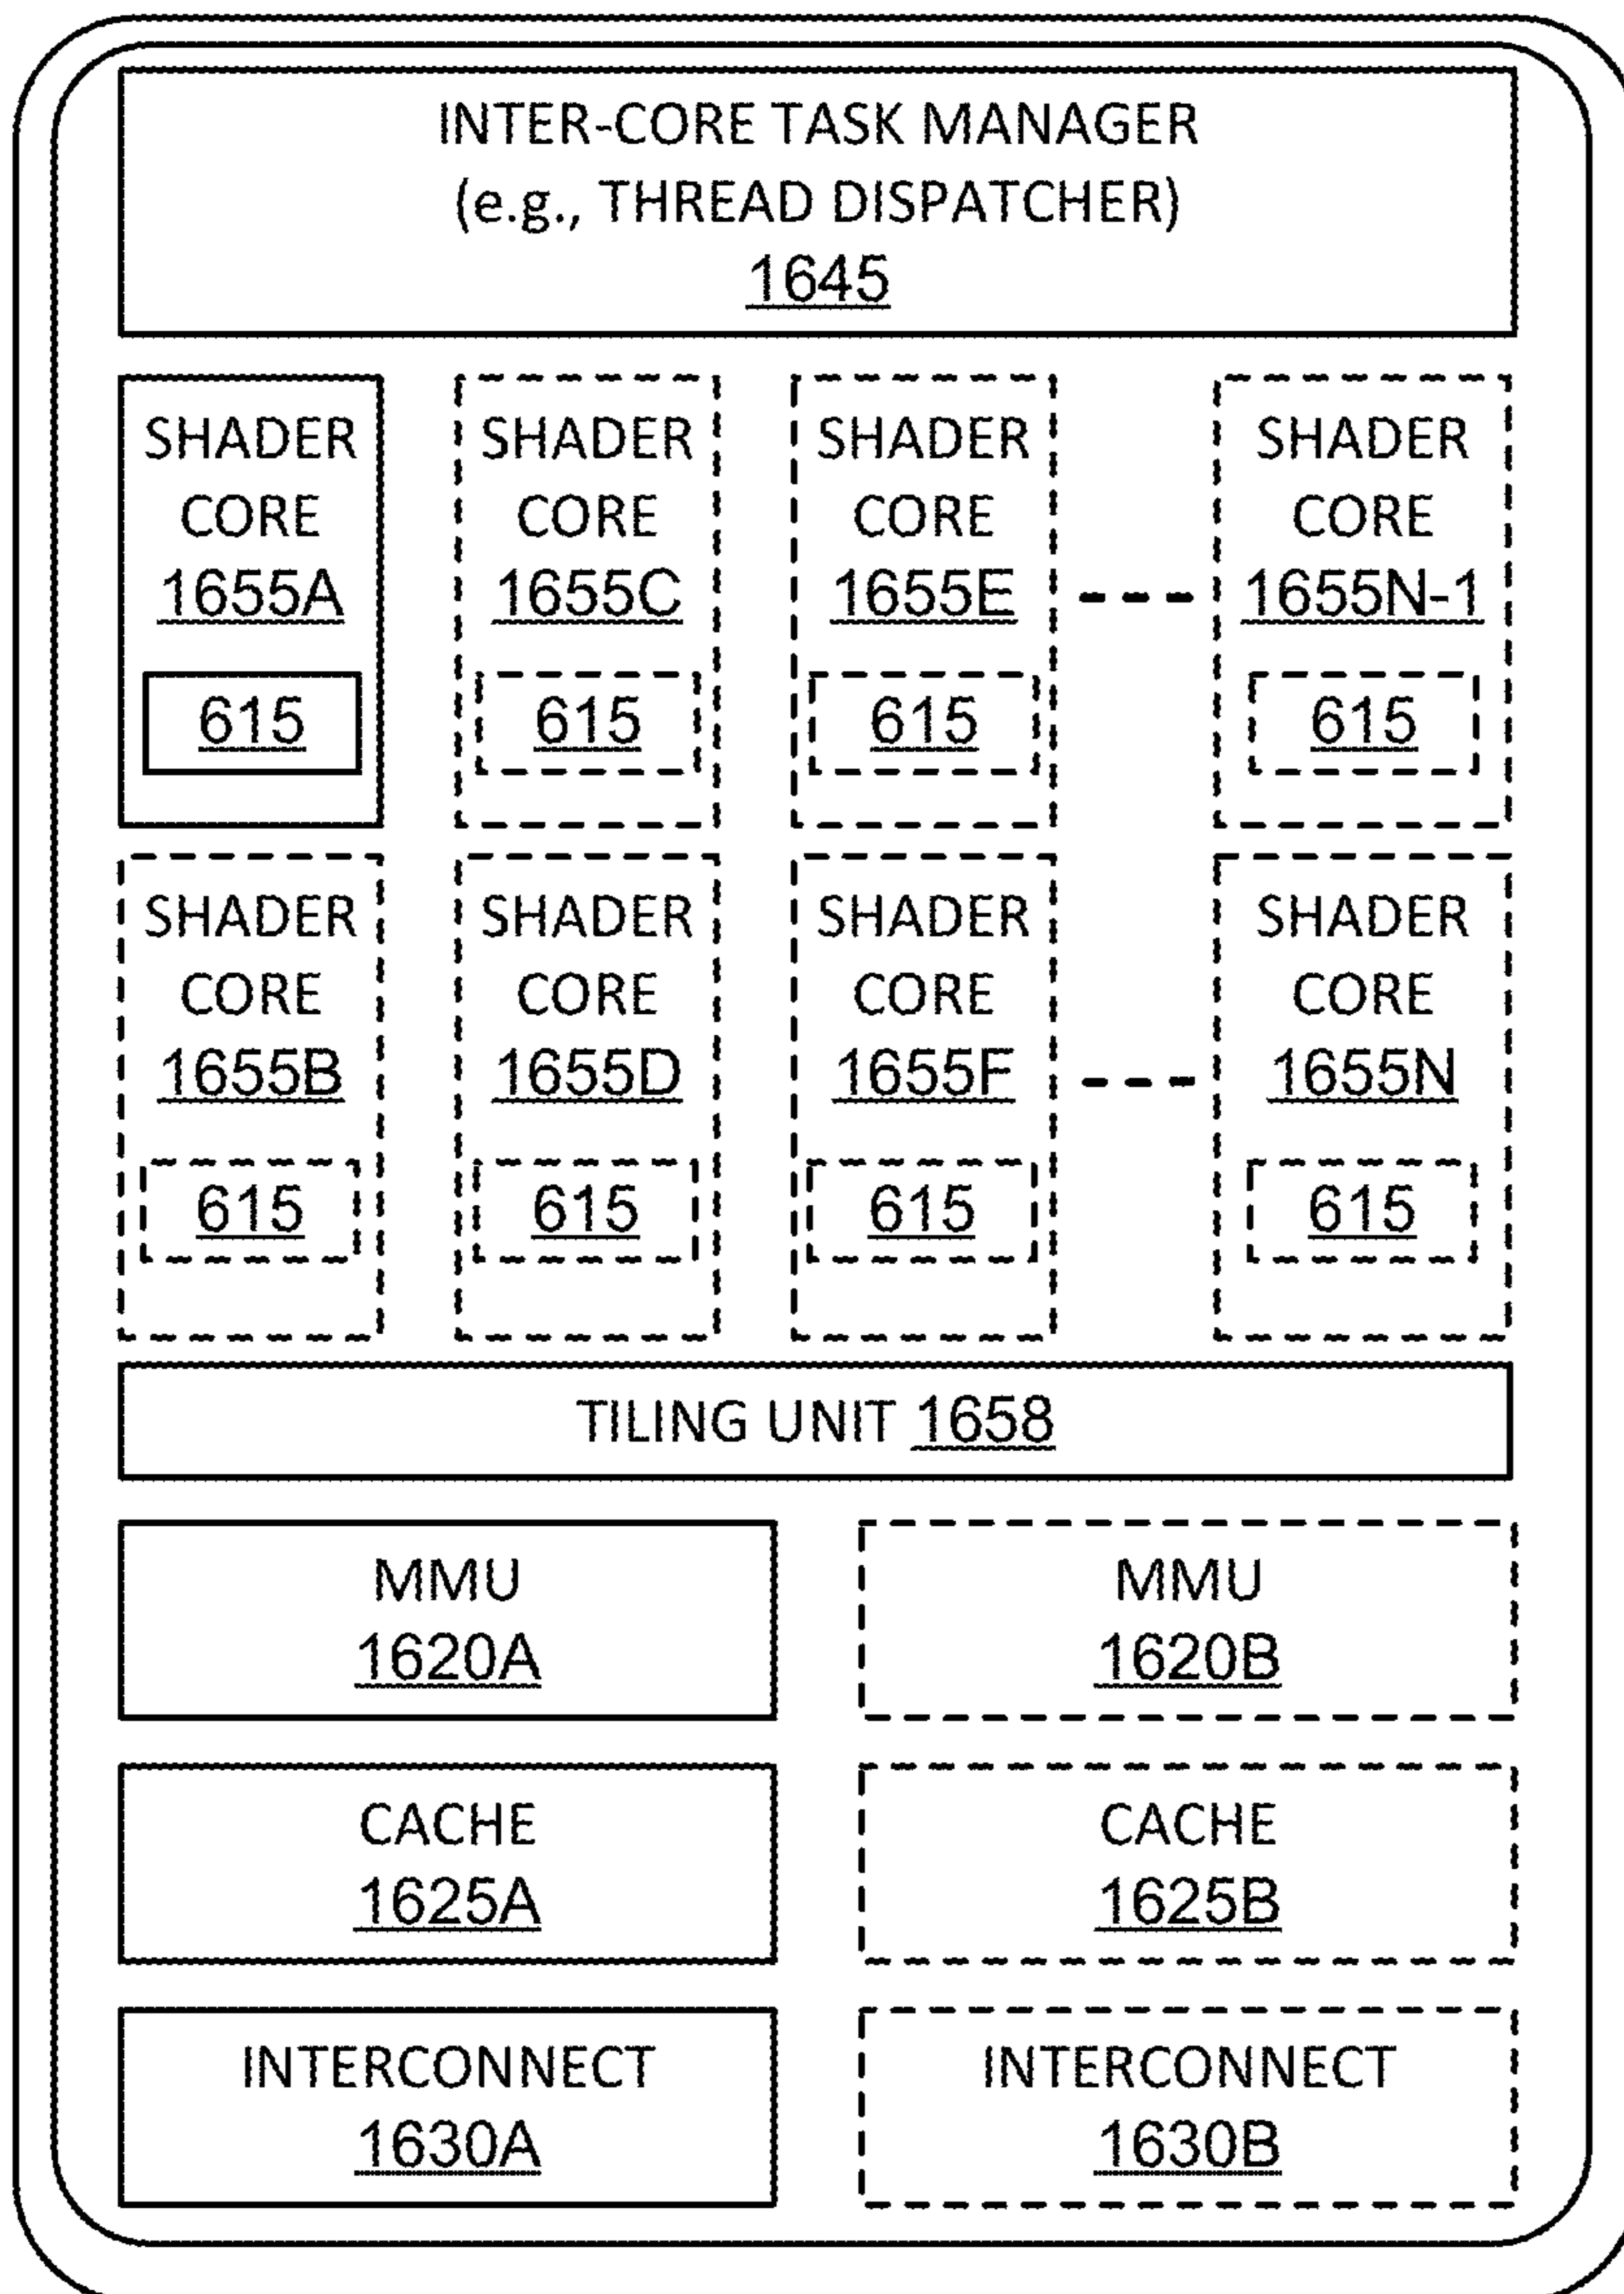 INTER-CORE TASK MANAGER
(e.g., THREAD DISPATCHER)
1645
SHADER
CORE
1655A
615
SHADER
CORE
1655C
615
SHADER
CORE
1655E
615
SHADER
CORE
1655N-1
615
SHADER
CORE
1655B
615
SHADER
CORE
1655D
615
SHADER
CORE
1655F
615
SHADER
CORE
1655N
615
TILING UNIT 1658
MMU
1620A
MMU
1620B
CACHE
1625A
CACHE
1625B
INTERCONNECT
1630A
INTERCONNECT
1630B